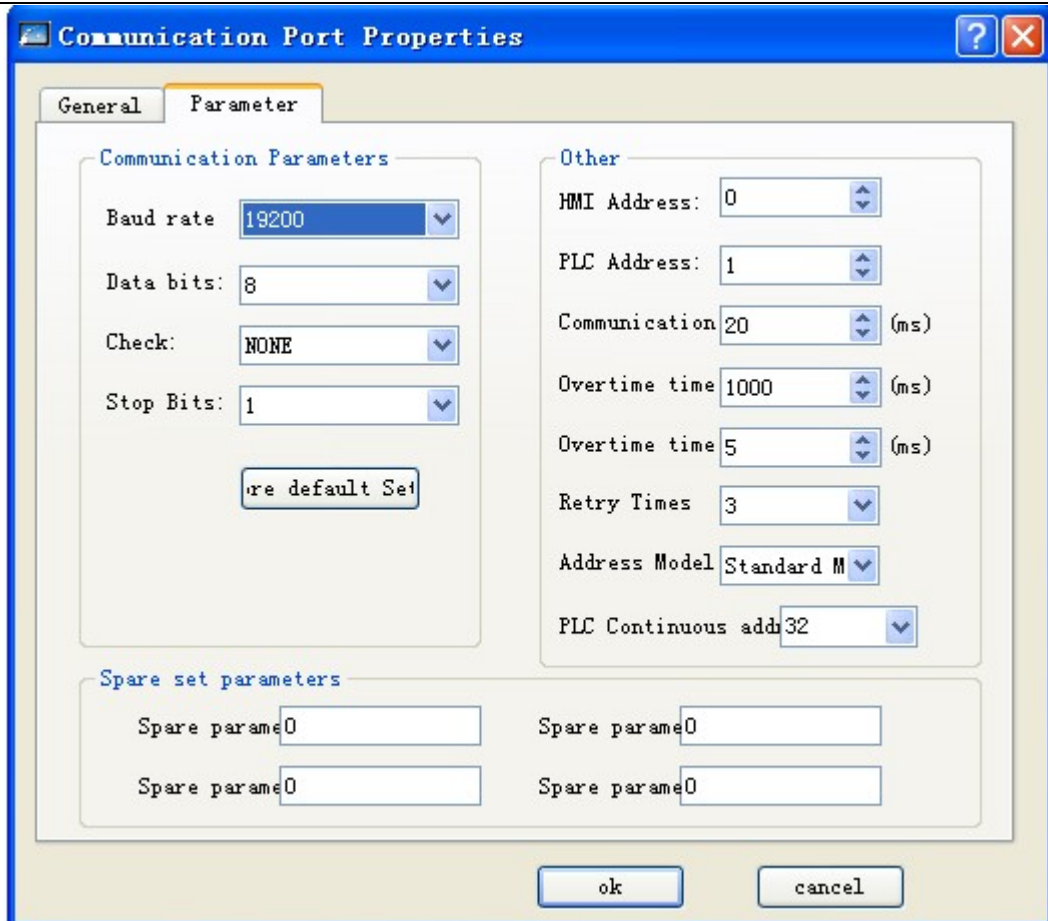 Communication Port Properties
General
Parameter
Communication Parameters
Baud rate 19200
Data bits: 8
Check: NONE
Stop Bits: 1
re default Set
Other
HMI Address: 0
PLC Address: 1
Communication 20 (ms)
Overtime time 1000 (ms)
Overtime time 5 (ms)
Retry Times 3
Address Model Standard M
PLC Continuous add 32
Spare set parameters
Spare parame 0 Spare parame 0
Spare parame 0 Spare parame 0
ok cancel